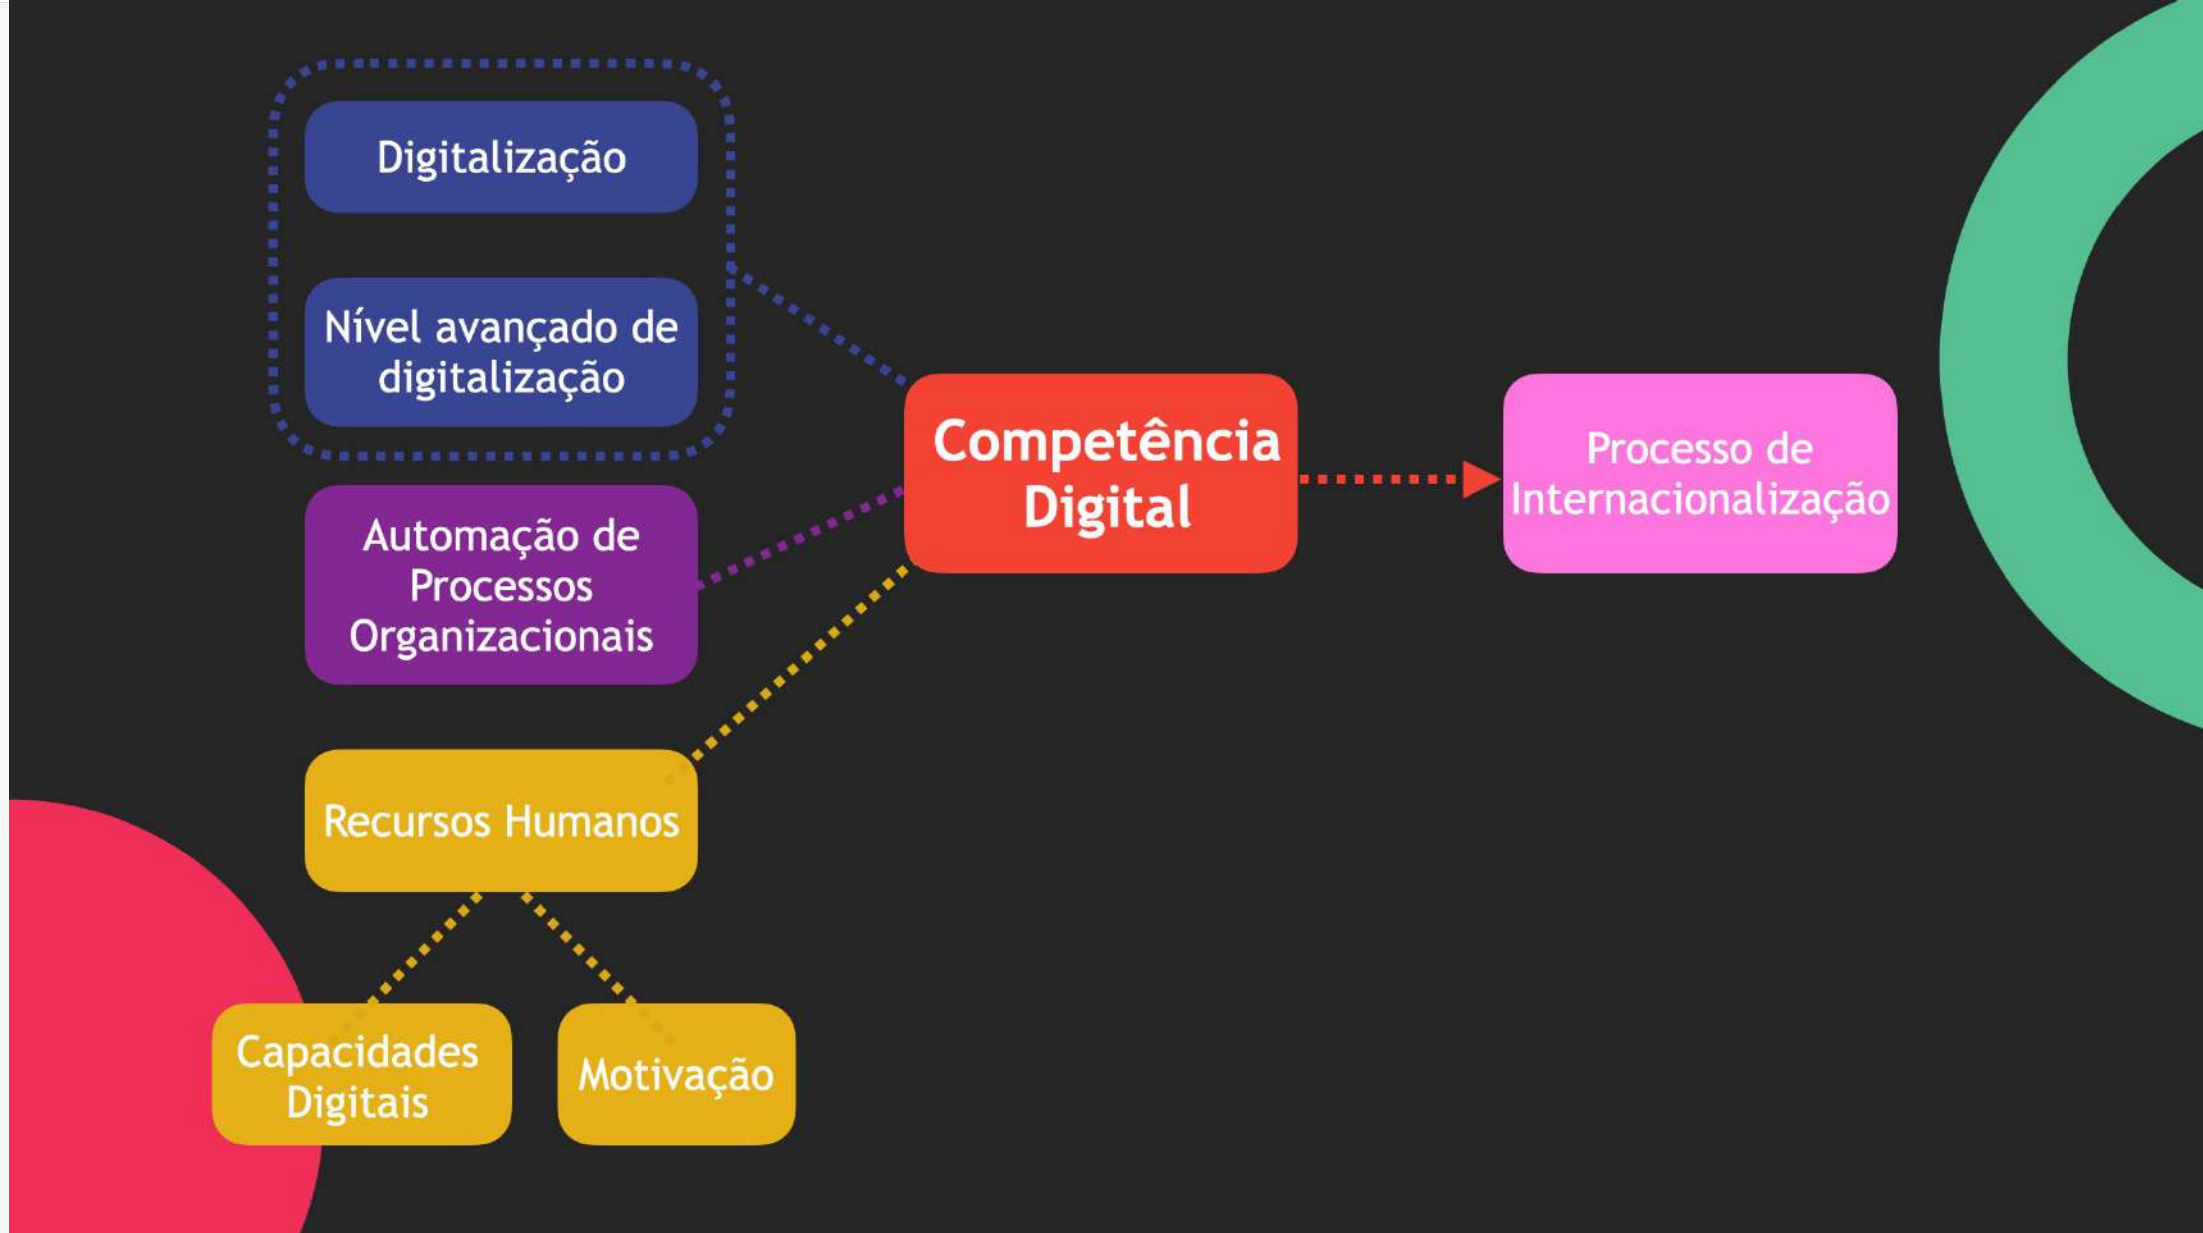 Digitalização
Nível avançado de
digitalização
Automação de
Processos
Organizacionais
Recursos Humanos
Capacidades
Digitais
Motivação
Competência
Digital
Processo de
Internacionalização